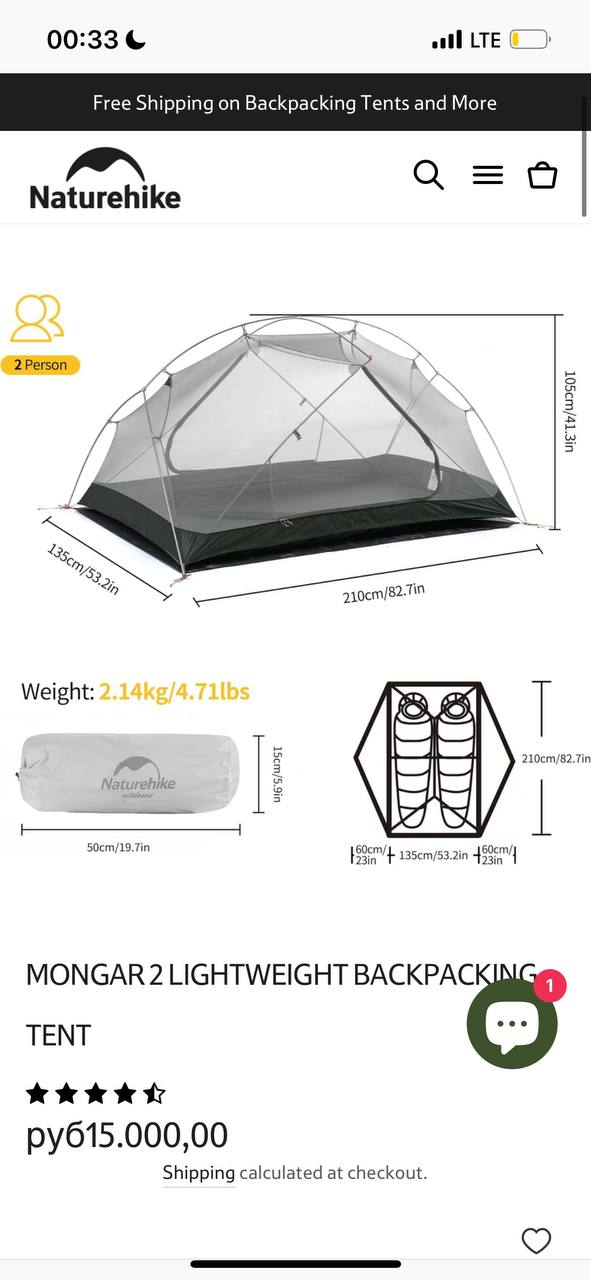 00:33
LTE
Free Shipping on Backpacking Tents and More
Naturehike
2 Person
105cm/41.3in
135cm/53.2in
210cm/82.7in
Weight: 2.14kg/4.71lbs
Naturehike
outdoors
15cm/5.9in
50cm/19.7in
210cm/82.7in
60cm/
23in
135cm/53.2in
60cm/
23in
MONGAR 2 LIGHTWEIGHT BACKPACKING
TENT
1
руб15.000,00
Shipping calculated at checkout.